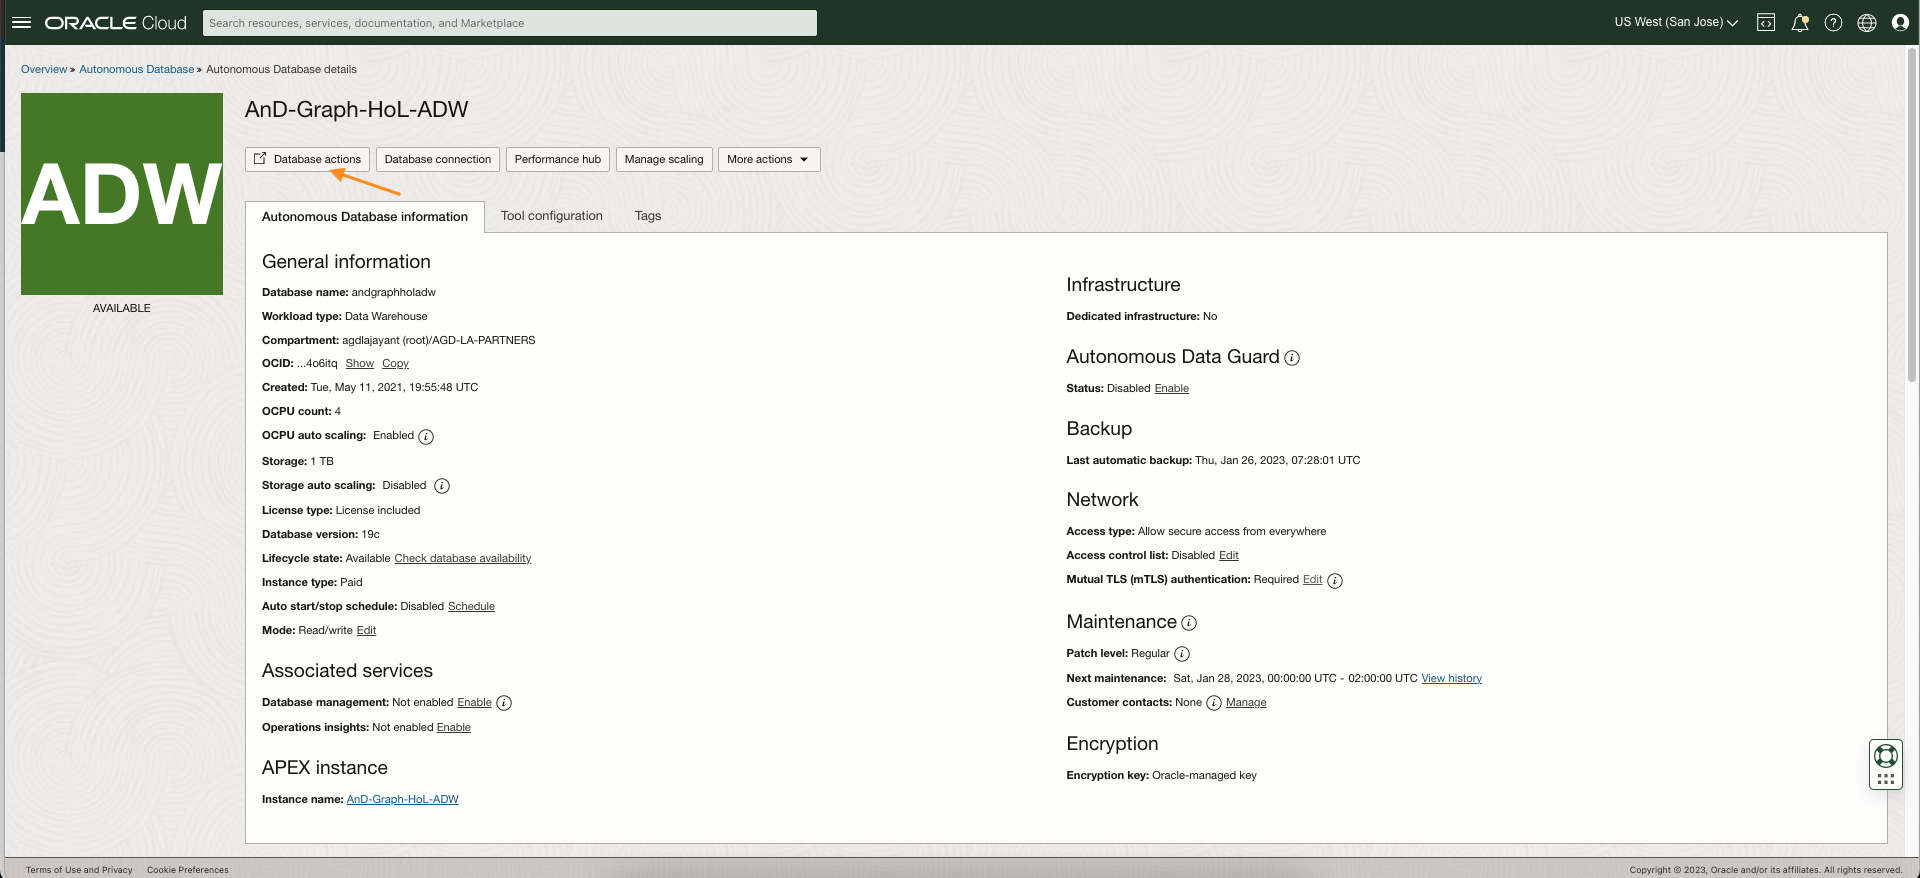 ORACLE Cloud
Search resources, services, documentation, and Marketplace
US West (San Jose)
Overview » Autonomous Database » Autonomous Database details
ADW
AVAILABLE
AnD-Graph-HoL-ADW
Database actions
Database connection
Performance hub
Manage scaling
More actions
Autonomous Database information
Tool configuration
Tags
General information
Database name: andgraphholadw
Workload type: Data Warehouse
Compartment: agdlajayant (root)/AGD-LA-PARTNERS
OCID: ...4o6itq Show Copy
Created: Tue, May 11, 2021, 19:55:48 UTC
OCPU count: 4
OCPU auto scaling: Enabled
Storage: 1 TB
Storage auto scaling: Disabled
License type: License included
Database version: 19c
Lifecycle state: Available Check database availability
Instance type: Paid
Auto start/stop schedule: Disabled Schedule
Mode: Read/write Edit
Associated services
Database management: Not enabled Enable
Operations insights: Not enabled Enable
APEX instance
Instance name: AnD-Graph-HoL-ADW
Infrastructure
Dedicated infrastructure: No
Autonomous Data Guard
Status: Disabled Enable
Backup
Last automatic backup: Thu, Jan 26, 2023, 07:28:01 UTC
Network
Access type: Allow secure access from everywhere
Access control list: Disabled Edit
Mutual TLS (mTLS) authentication: Required Edit
Maintenance
Patch level: Regular
Next maintenance: Sat, Jan 28, 2023, 00:00:00 UTC - 02:00:00 UTC View history
Customer contacts: None Manage
Encryption
Encryption key: Oracle-managed key
Terms of Use and Privacy
Cookie Preferences
Copyright © 2023, Oracle and/or its affiliates. All rights reserved.